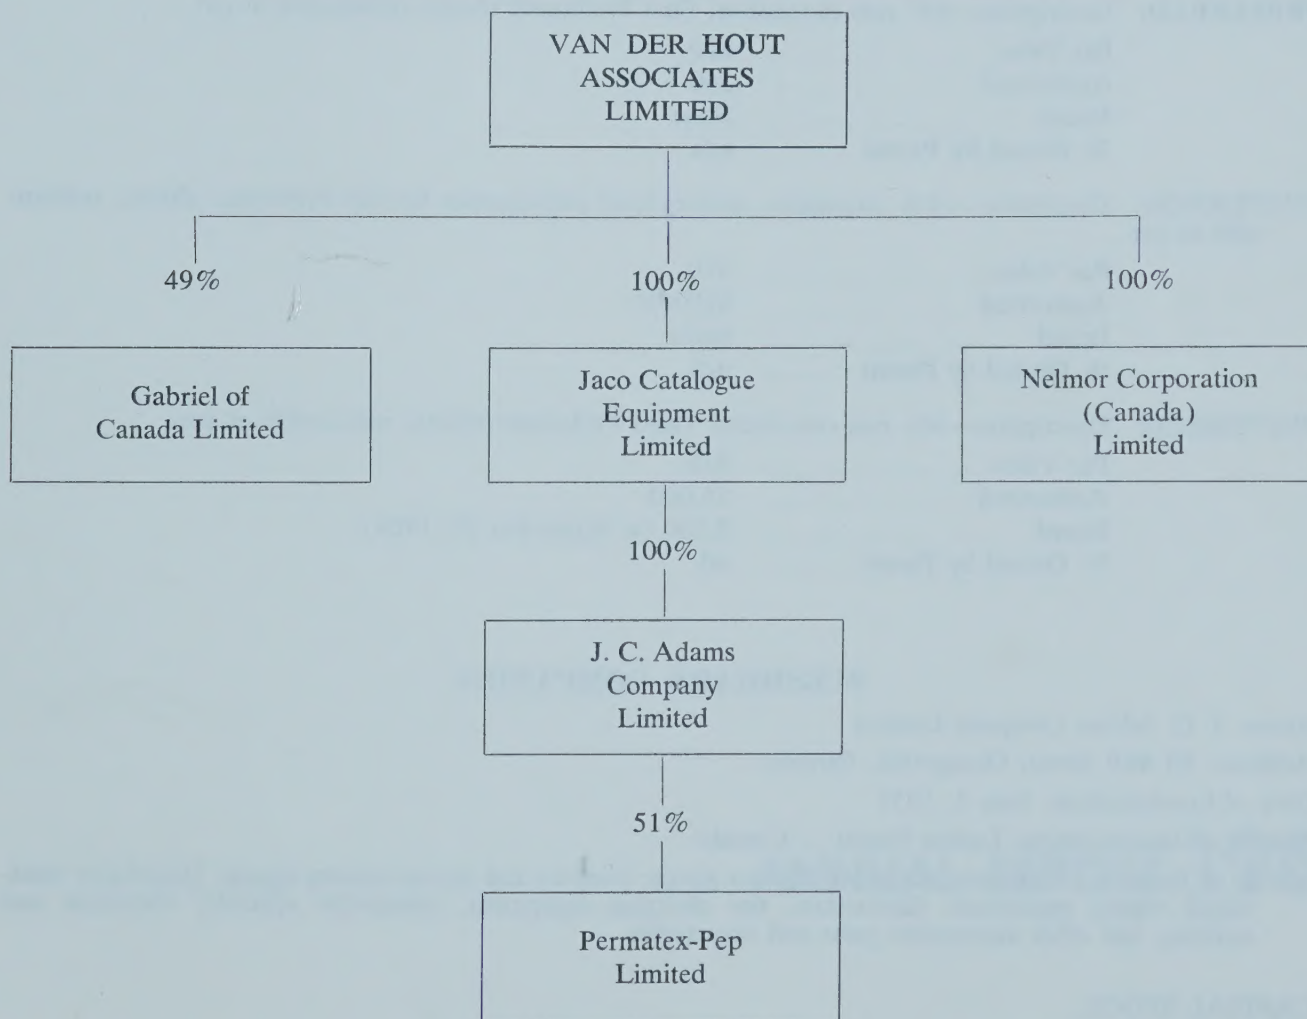 VAN DER HOUT
ASSOCIATES
LIMITED
49%
100%
100%
Gabriel of
Canada Limited
Jaco Catalogue
Equipment
Limited
Nelmor Corporation
(Canada)
Limited
100%
J. C. Adams
Company
Limited
51%
Permatex-Pep
Limited